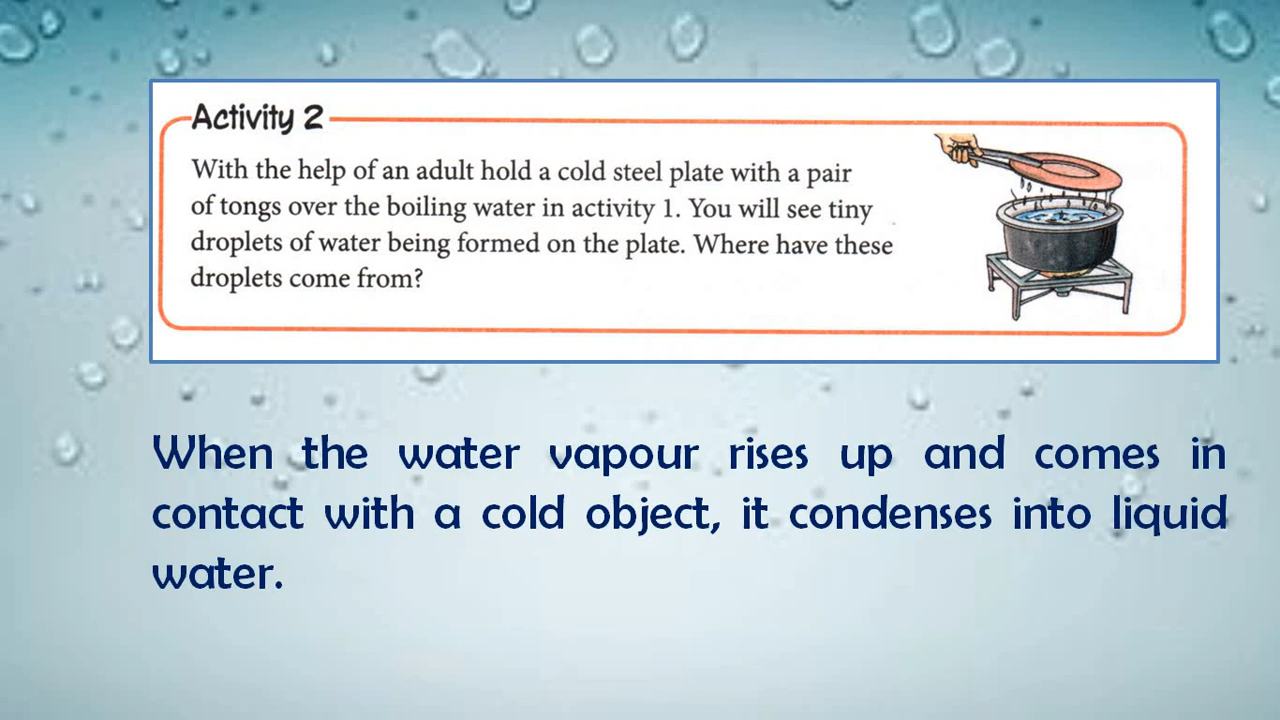 Activity 2
With the help of an adult hold a cold steel plate with a pair
of tongs over the boiling water in activity 1. You will see tiny
droplets of water being formed on the plate. Where have these
droplets come from?
When the water vapour rises up and comes in
contact with a cold object, it condenses into liquid
water.